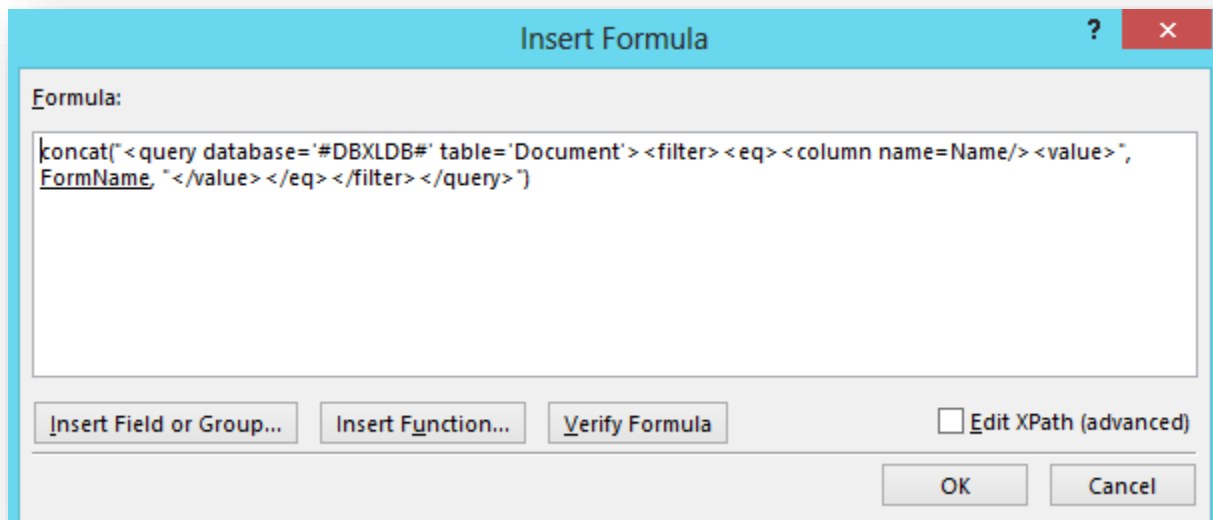 Insert Formula
?
Formula:
concat("<query database='#DBXLDB#' table='Document'><filter><eq><column name=Name/><value>",
FormName, "</value></eq></filter></query>")
Insert Field or Group...
Insert Function...
Verify Formula
Edit XPath (advanced)
OK
Cancel